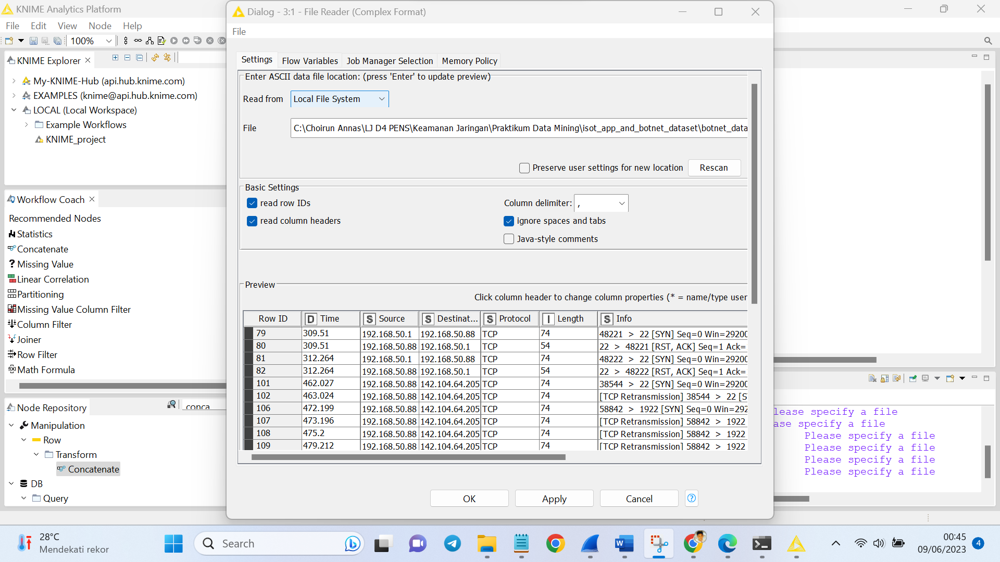 KNIME Analytics Platform
File Edit View Node Help
100%
KNIME Explorer
My-KNIME-Hub (api.hub.knime.com)
EXAMPLES (knime@api.hub.knime.com)
LOCAL (Local Workspace)
Example Workflows
KNIME_project
Workflow Coach
Recommended Nodes
Statistics
Concatenate
Missing Value
Linear Correlation
Partitioning
Missing Value Column Filter
Column Filter
Joiner
Row Filter
Math Formula
Node Repository
conca
Manipulation
Row
Transform
Concatenate
DB
Query
Dialog - 3:1 - File Reader (Complex Format)
File
Settings Flow Variables Job Manager Selection Memory Policy
Enter ASCII data file location: (press 'Enter' to update preview)
Read from Local File System
File C:\Choirun Annas\LJ D4 PENS\Keamanan Jaringan\Praktikum Data Mining\isot_app_and_botnet_dataset\botnet_data
Preserve user settings for new location Rescan
Basic Settings
read row IDs Column delimiter: ,
read column headers ignore spaces and tabs
Java-style comments
Preview
Click column header to change column properties (* = name/type user
Row ID D Time S Source S Destinat... S Protocol I Length S Info
79 309.51 192.168.50.1 192.168.50.88 TCP 74 48221 > 22 [SYN] Seq=0 Win=29200
80 309.51 192.168.50.88 192.168.50.1 TCP 54 22 > 48221 [RST, ACK] Seq=1 Ack=
81 312.264 192.168.50.1 192.168.50.88 TCP 74 48222 > 22 [SYN] Seq=0 Win=29200
82 312.264 192.168.50.88 192.168.50.1 TCP 54 22 > 48222 [RST, ACK] Seq=1 Ack=
101 462.027 192.168.50.88 142.104.64.205 TCP 74 38544 > 22 [SYN] Seq=0 Win=29200
102 463.024 192.168.50.88 142.104.64.205 TCP 74 [TCP Retransmission] 38544 > 22 [S
106 472.199 192.168.50.88 142.104.64.205 TCP 74 58842 > 1922 [SYN] Seq=0 Win=292
107 473.196 192.168.50.88 142.104.64.205 TCP 74 [TCP Retransmission] 58842 > 1922
108 475.2 192.168.50.88 142.104.64.205 TCP 74 [TCP Retransmission] 58842 > 1922
109 479.212 192.168.50.88 142.104.64.205 TCP 74 [TCP Retransmission] 58842 > 1922
OK Apply Cancel
lease specify a file
ase specify a file
Please specify a file
Please specify a file
Please specify a file
Please specify a file
28°C
Mendekati rekor
Search
00:45
09/06/2023
4